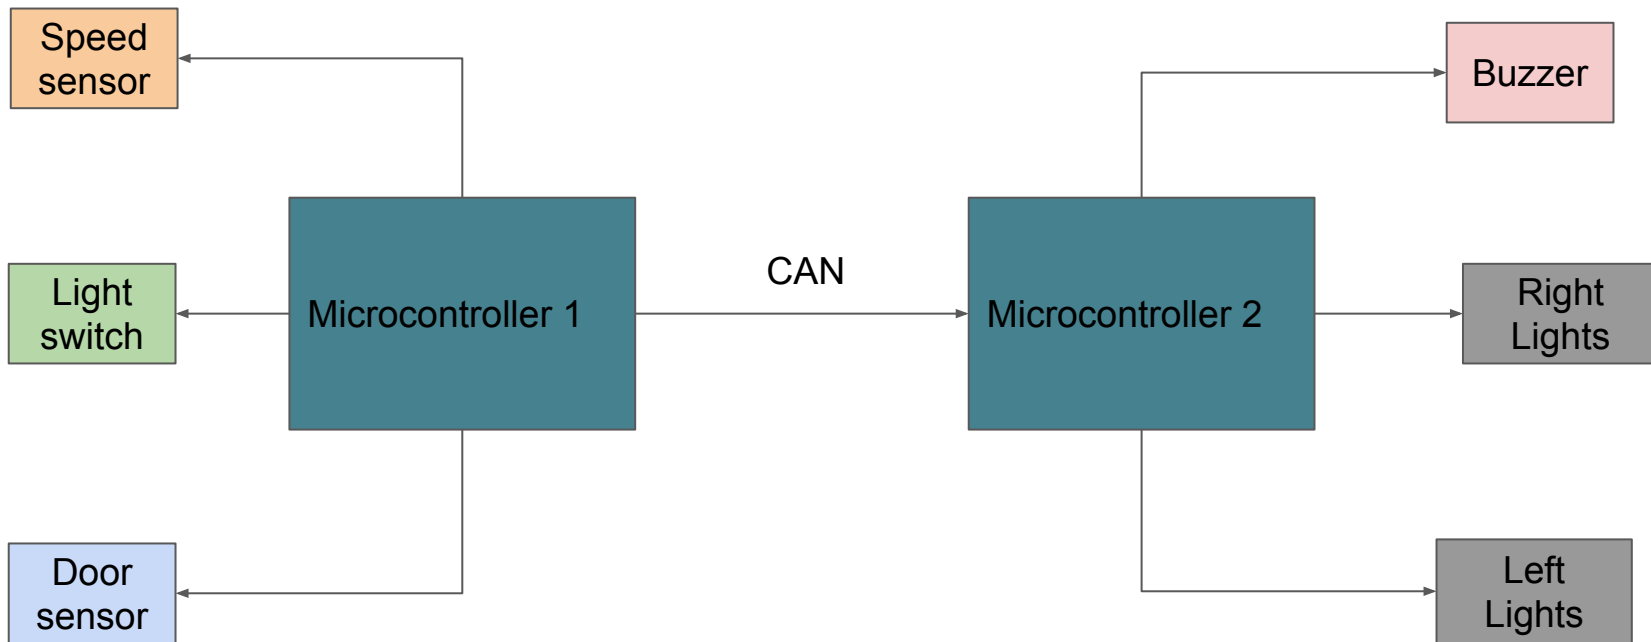 Speed
sensor
Buzzer
Light
switch
Microcontroller 1
CAN
Microcontroller 2
Right
Lights
Door
sensor
Left
Lights